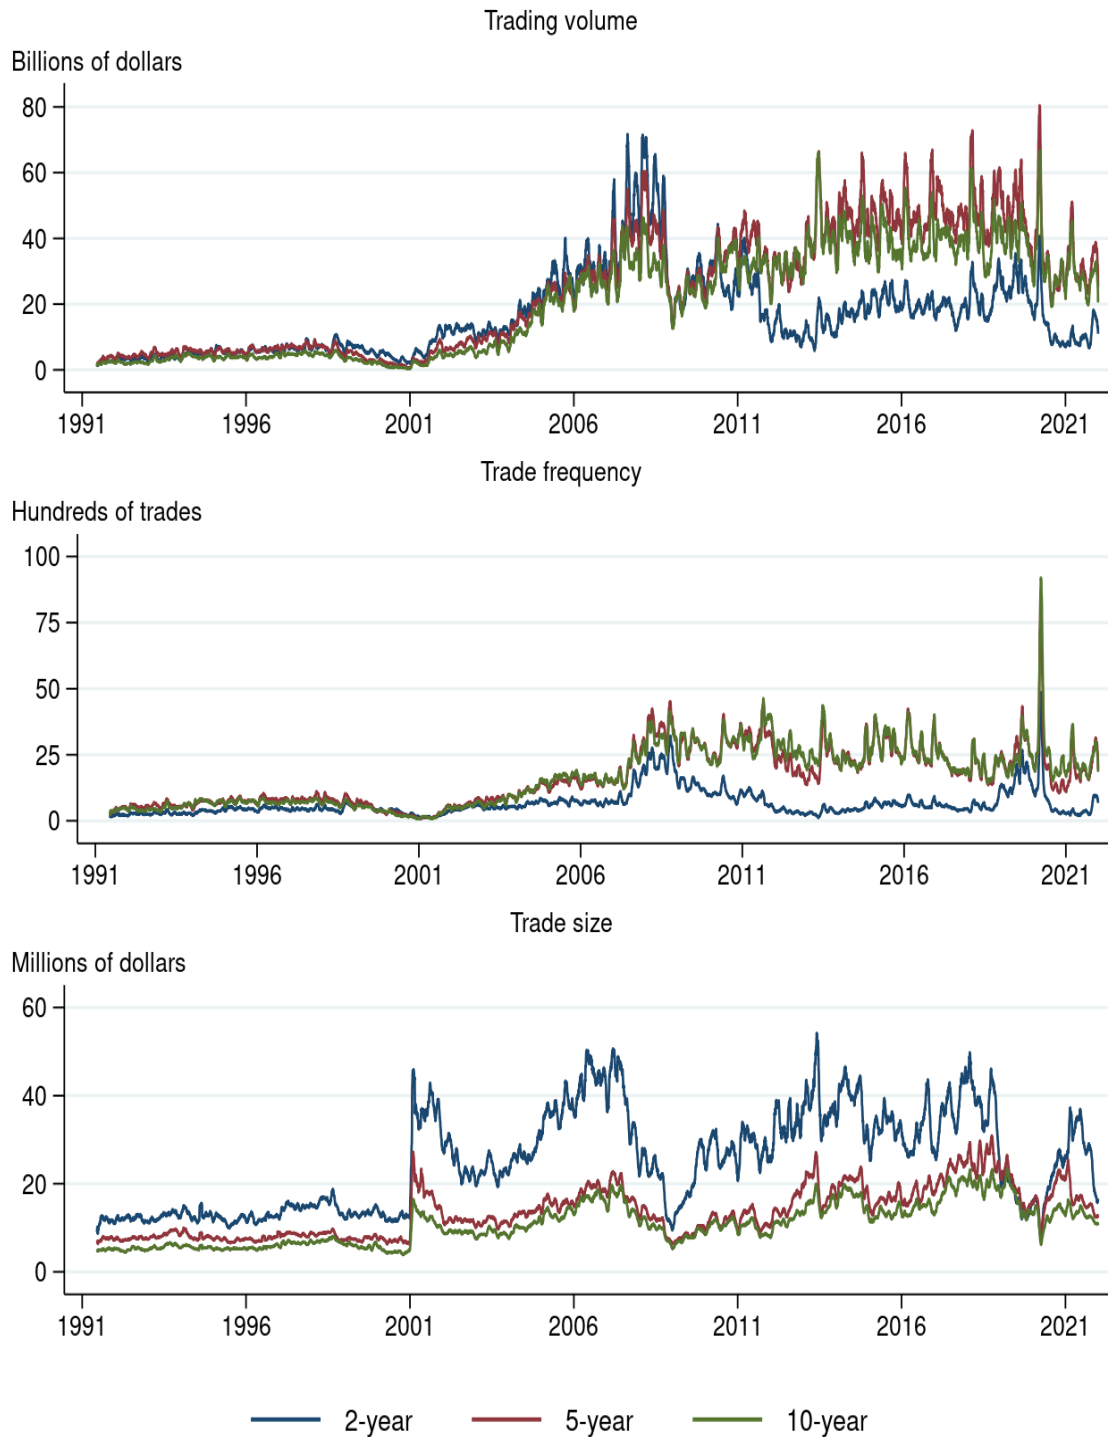 Trading volume
Billions of dollars
80
60
40
20
0
1991 1996 2001 2006 2011 2016 2021
Trade frequency
Hundreds of trades
100
75
50
25
0
1991 1996 2001 2006 2011 2016 2021
Trade size
Millions of dollars
60
40
20
0
1991 1996 2001 2006 2011 2016 2021
2-year 5-year 10-year